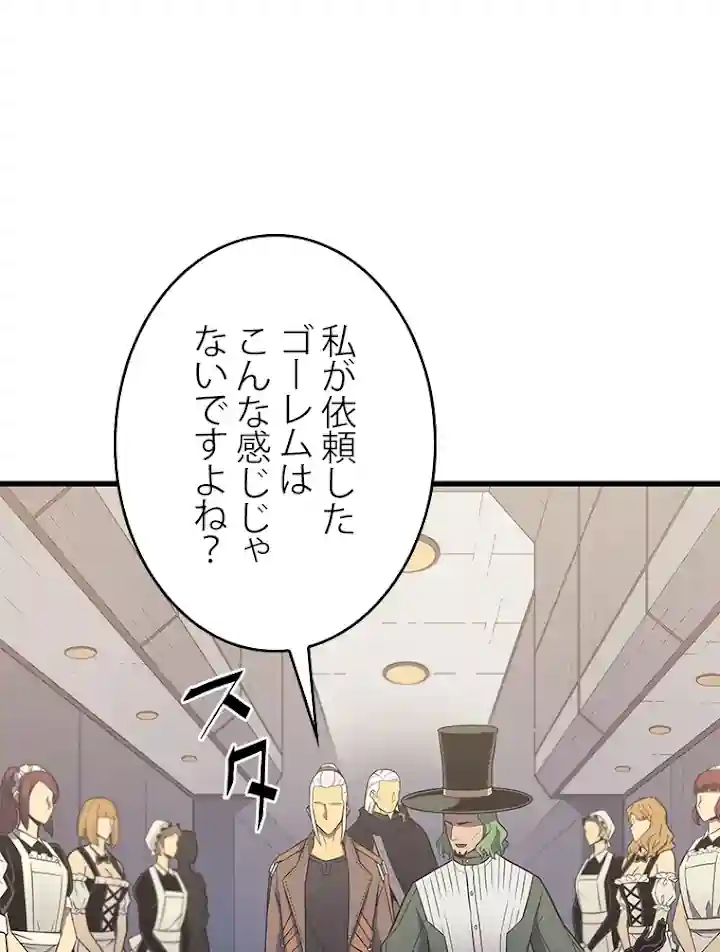 私が依頼した
ゴーレムは
こんな感じじゃ
ないですよね？
スタ